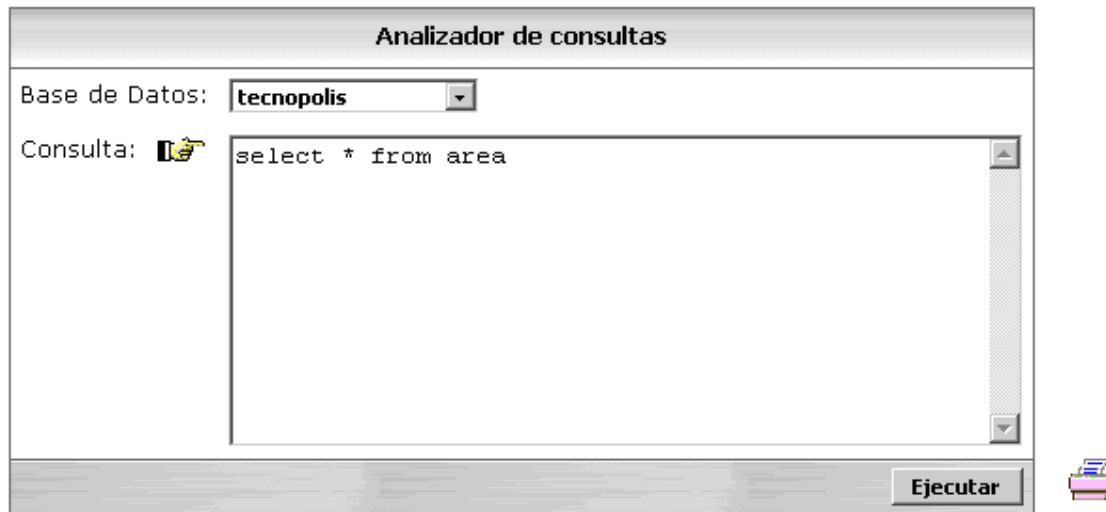 Analizador de consultas
Base de Datos: tecnopolis
Consulta: select * from area
Ejecutar